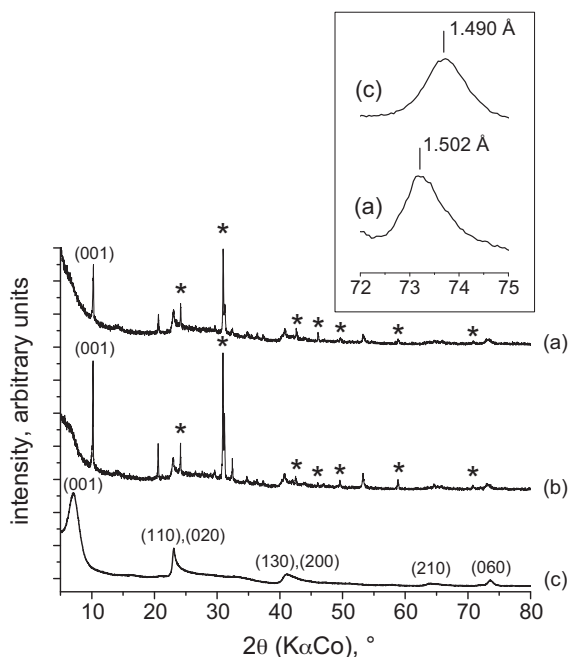 1.490 Å
(c)
1.502 Å
(a)
72 73 74 75
*
(001)
*
* * * * *
(a)
(001)
*
*
* * * * *
(b)
(001)
(110),(020)
(130),(200)
(210)
(060)
(c)
intensity, arbitrary units
10 20 30 40 50 60 70 80
2θ (KαCo), °